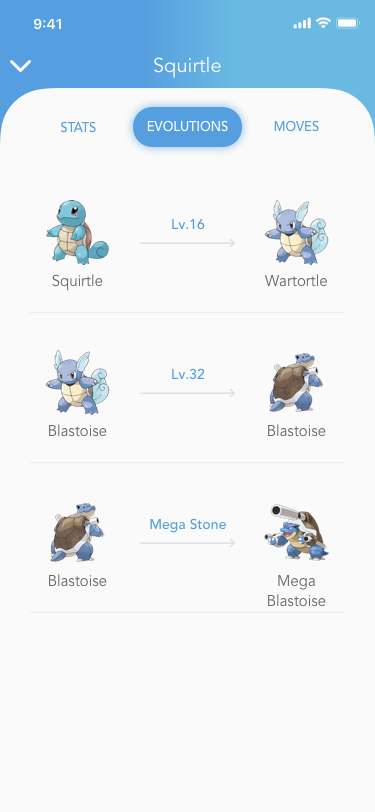 9:41
Squirtle
STATS EVOLUTIONS MOVES
Lv.16
Squirtle Wartortle
Lv.32
Blastoise Blastoise
Mega Stone
Blastoise Mega
Blastoise